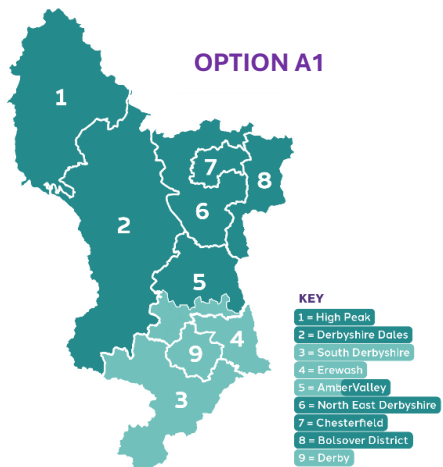 OPTION A1
1
2
7
8
6
5
9
4
3
KEY
1 = High Peak
2 = Derbyshire Dales
3 = South Derbyshire
4 = Erewash
5 = AmberValley
6 = North East Derbyshire
7 = Chesterfield
8 = Bolsover District
9 = Derby